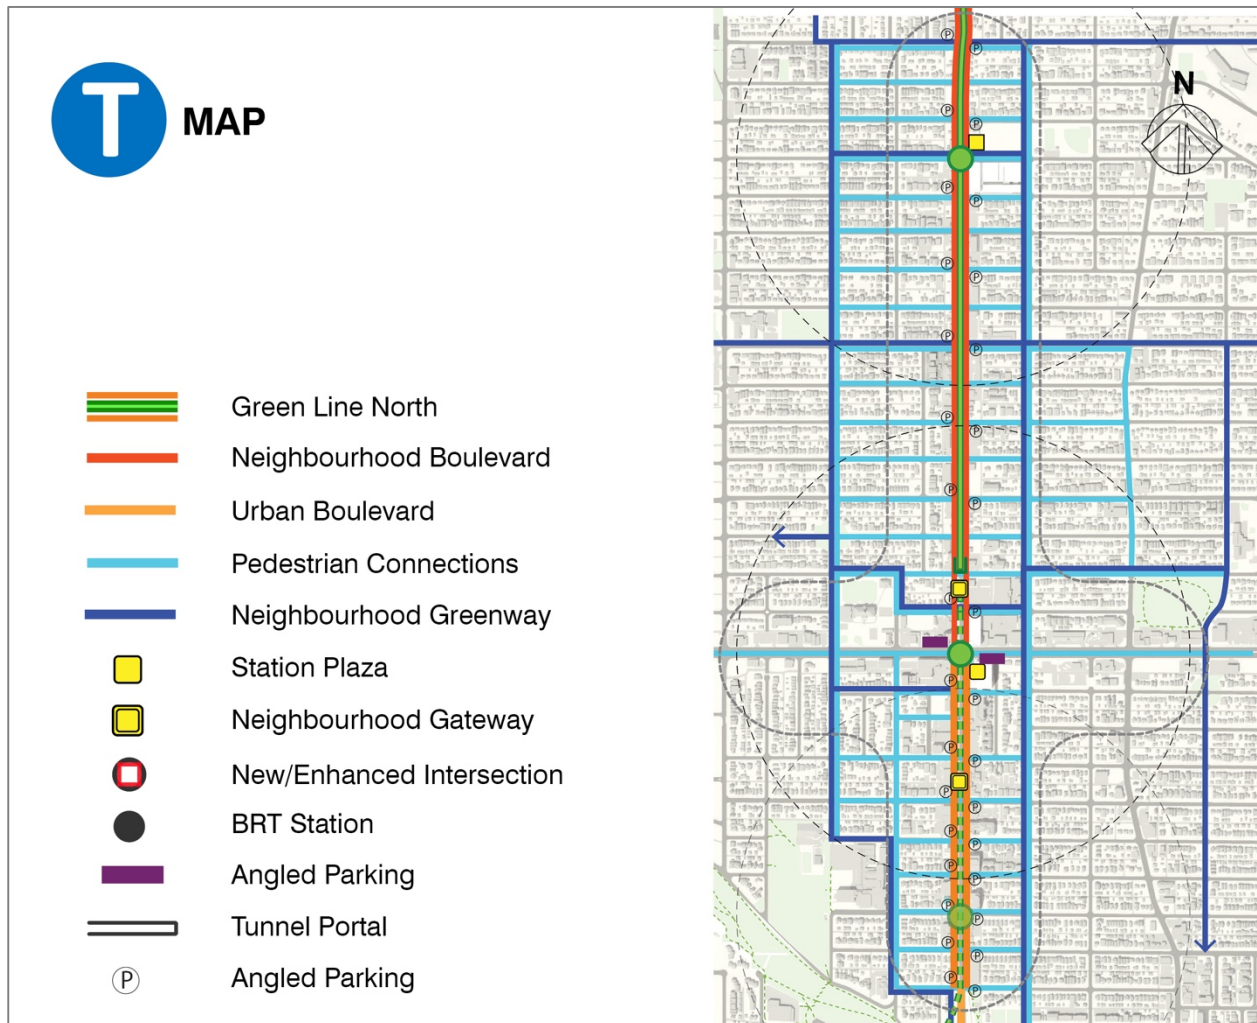 T MAP
N
Green Line North
Neighbourhood Boulevard
Urban Boulevard
Pedestrian Connections
Neighbourhood Greenway
Station Plaza
Neighbourhood Gateway
New/Enhanced Intersection
BRT Station
Angled Parking
Tunnel Portal
P Angled Parking